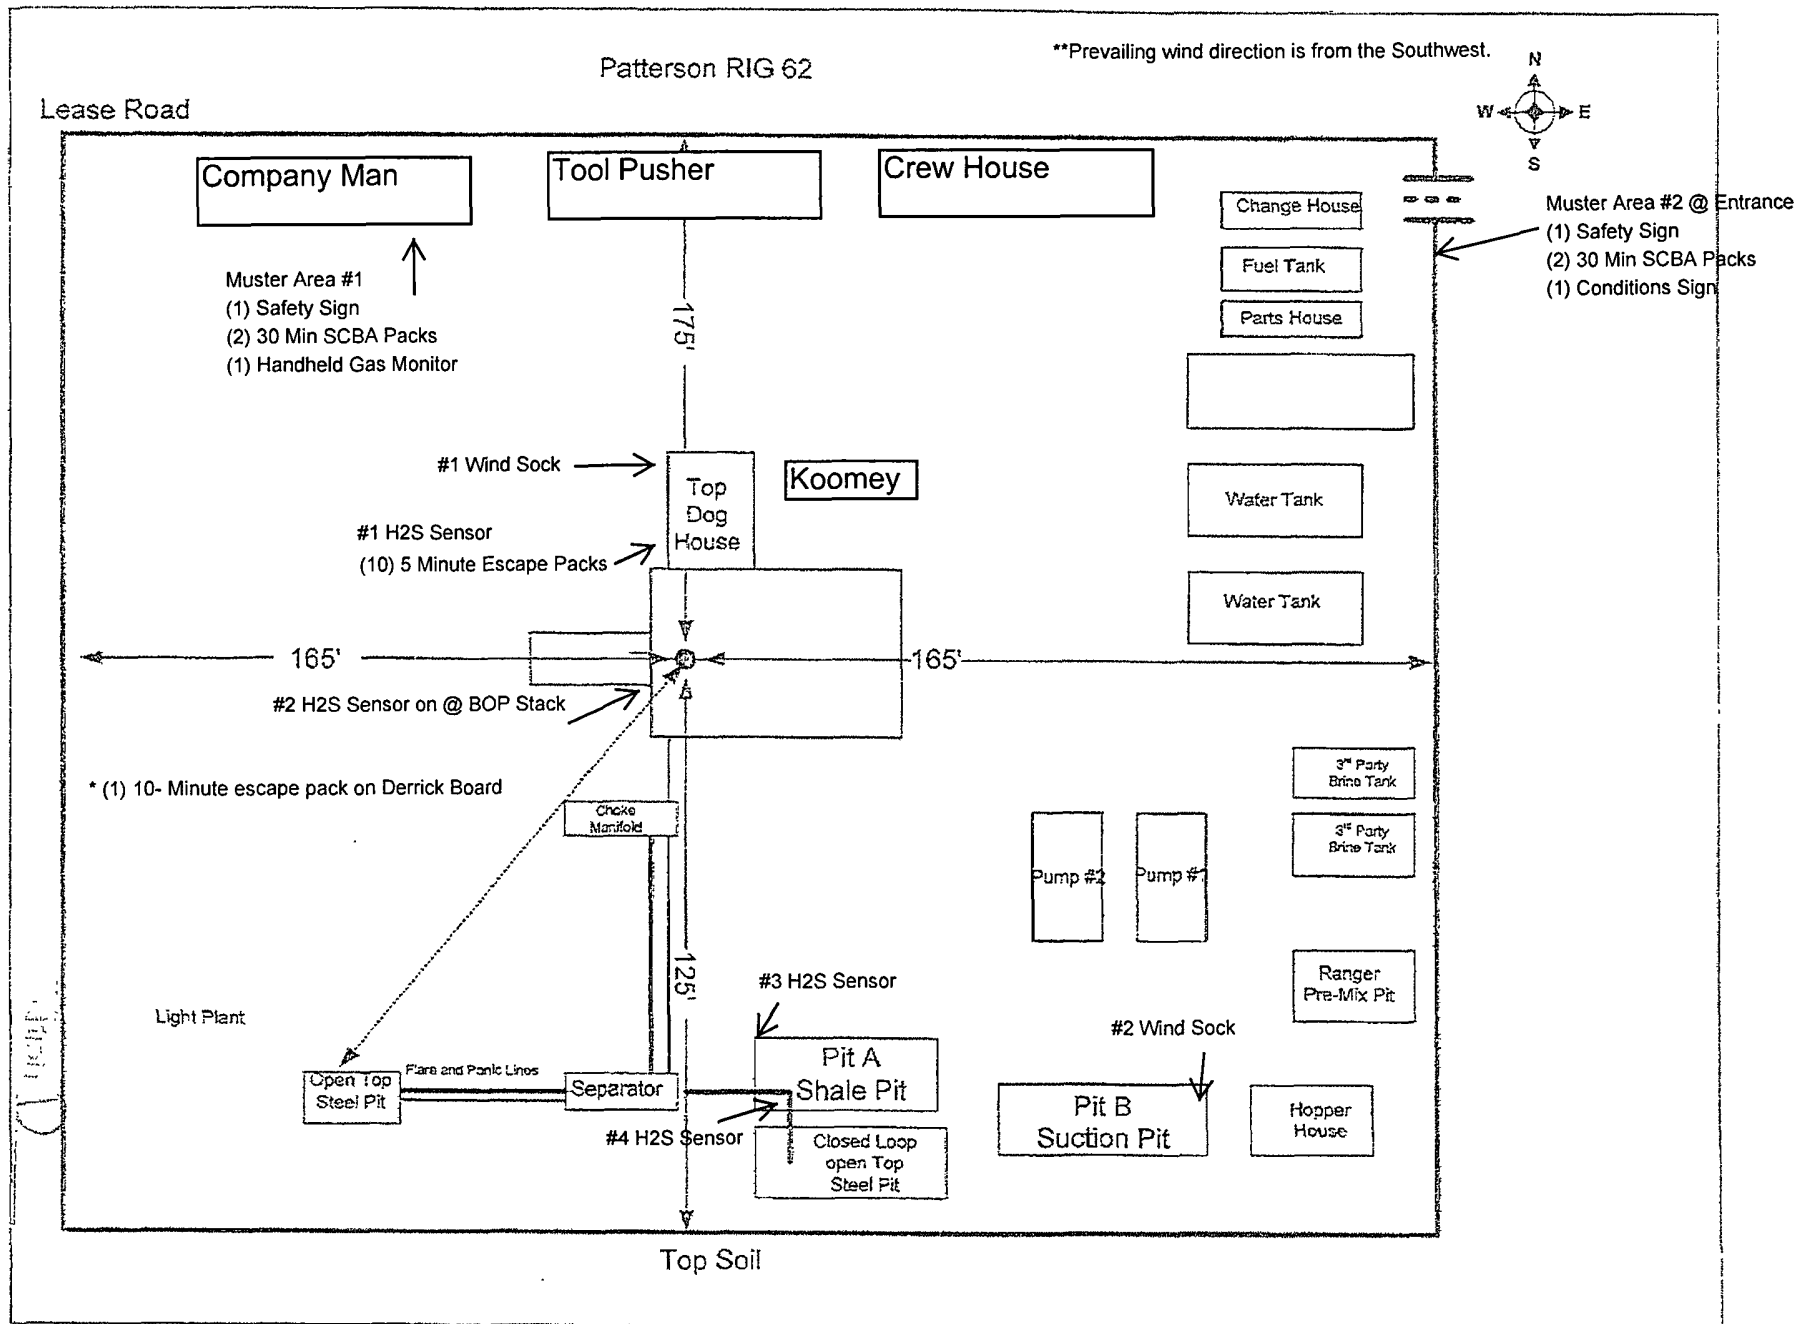 **Prevailing wind direction is from the Southwest.
Patterson RIG 62
N
W
E
S
Lease Road
Company Man
Tool Pusher
Crew House
Change House
Fuel Tank
Parts House
Muster Area #2 @ Entrance
(1) Safety Sign
(2) 30 Min SCBA Packs
(1) Conditions Sign
Muster Area #1
(1) Safety Sign
(2) 30 Min SCBA Packs
(1) Handheld Gas Monitor
175'
#1 Wind Sock
Top
Dog
House
Koomey
Water Tank
#1 H2S Sensor
(10) 5 Minute Escape Packs
Water Tank
165'
165'
#2 H2S Sensor on @ BOP Stack
* (1) 10- Minute escape pack on Derrick Board
Choke
Manifold
3rd Party
Brine Tank
3rd Party
Brine Tank
Pump #2
Pump #1
125'
#3 H2S Sensor
Ranger
Pre-Mix Pit
Light Plant
#2 Wind Sock
Pit A
Shale Pit
Open Top
Steel Pit
Flare and Panic Lines
Separator
#4 H2S Sensor
Closed Loop
open Top
Steel Pit
Pit B
Suction Pit
Hopper
House
Top Soil